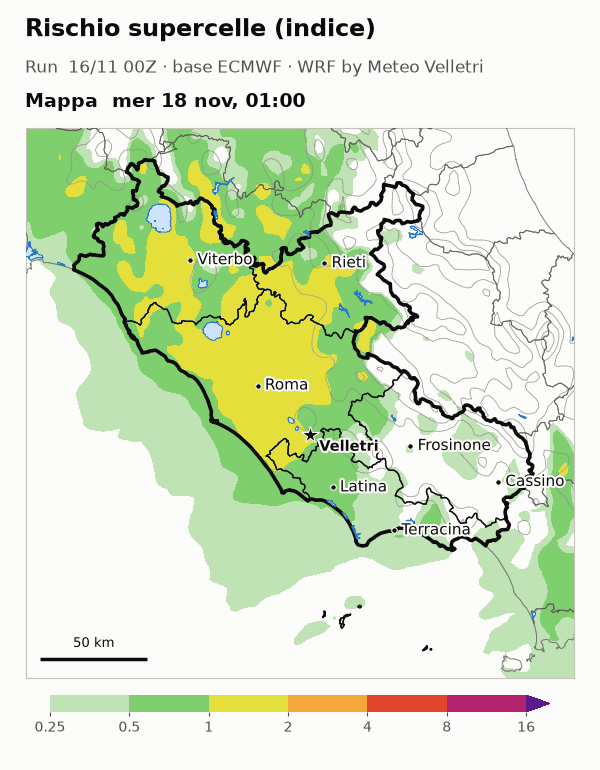 Rischio supercelle (indice)
Run  16/11 00Z · base ECMWF · WRF by Meteo Velletri
Mappa  mer 18 nov, 01:00
Viterbo
Rieti
Roma
Velletri
Frosinone
Latina
Cassino
Terracina
50 km
0.25 0.5 1 2 4 8 16